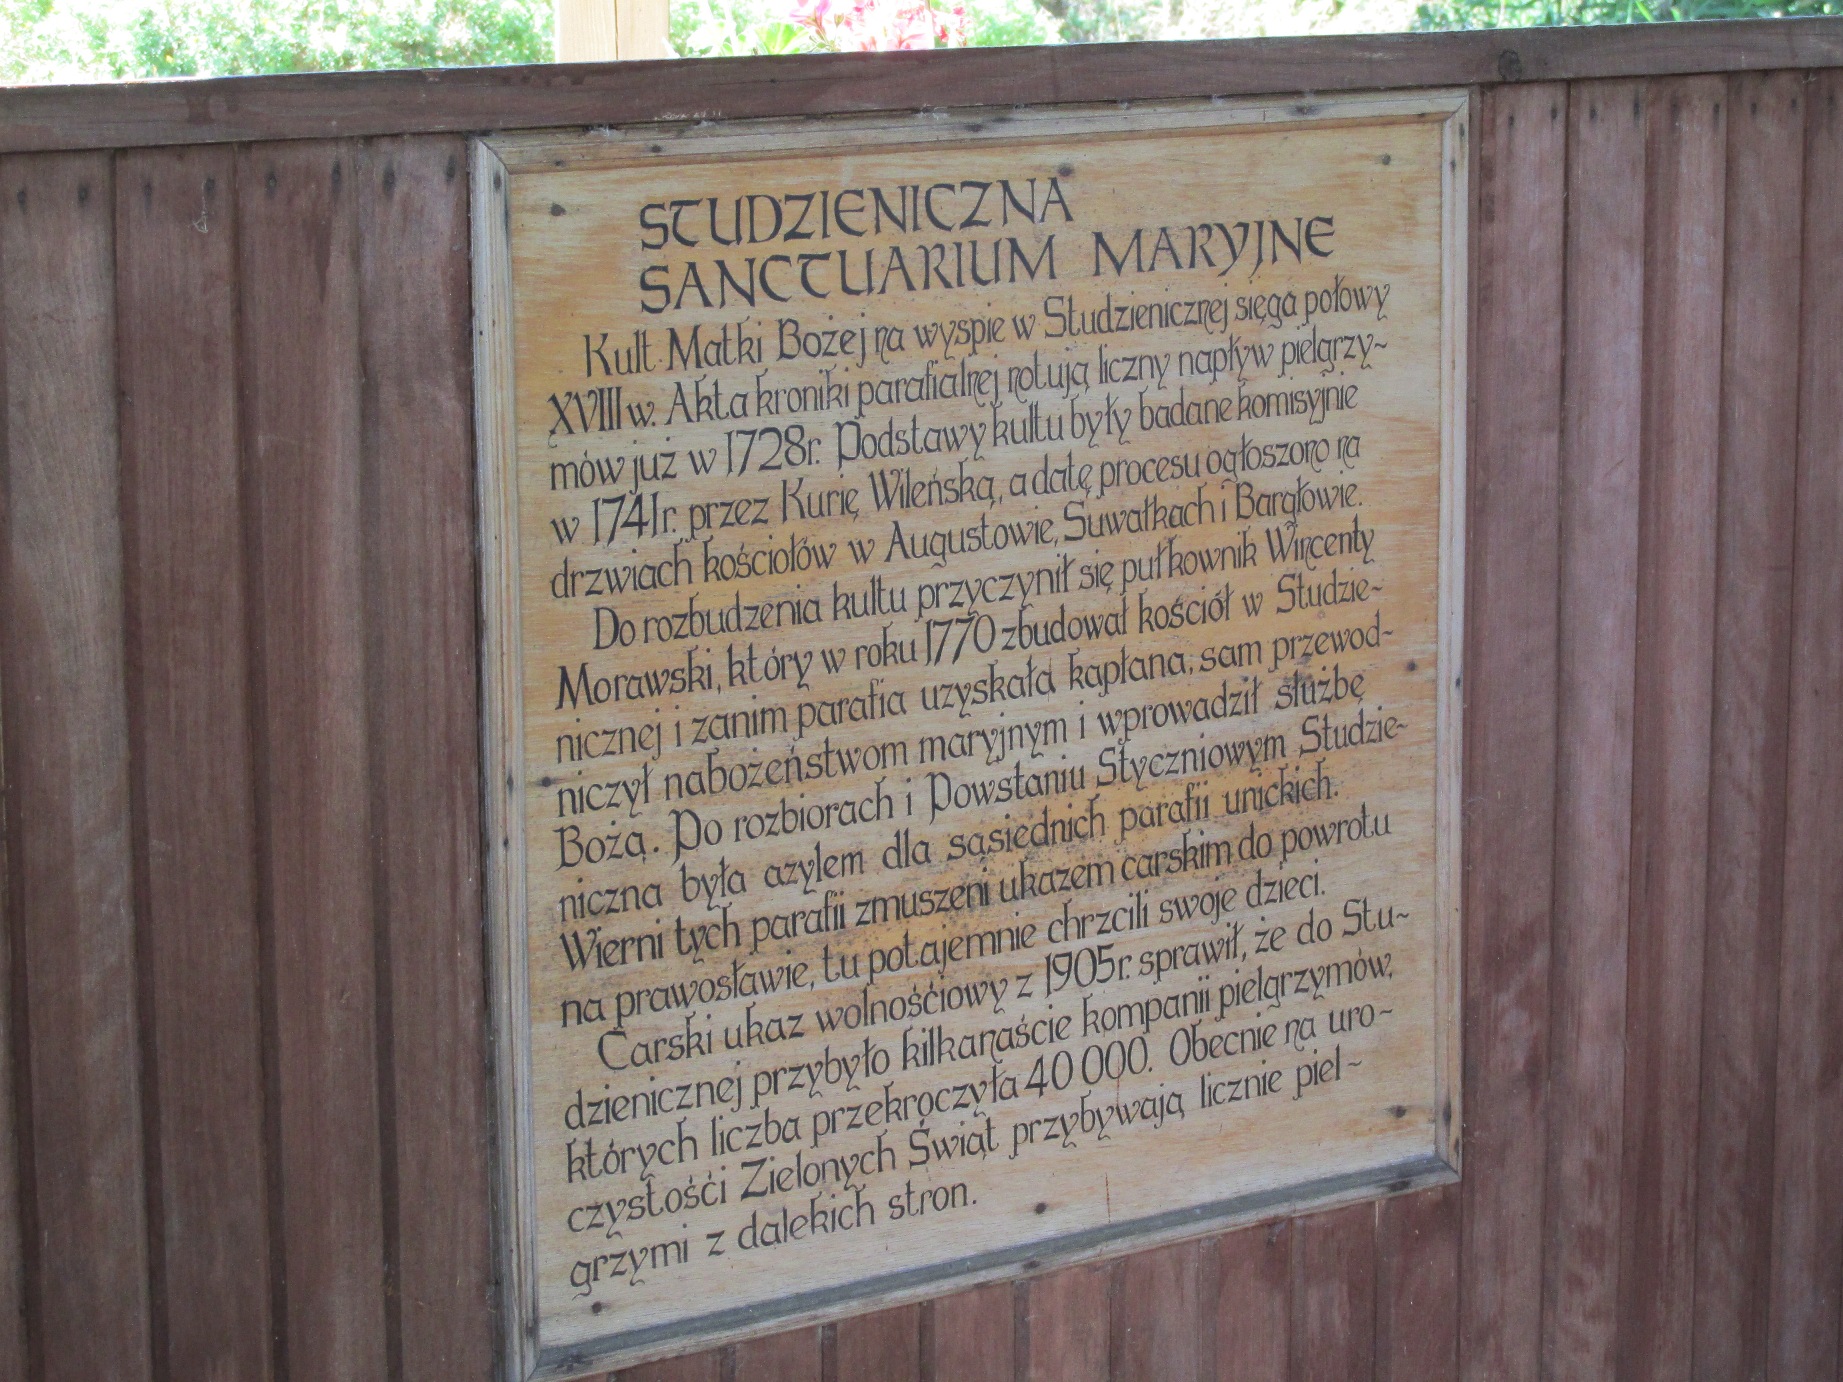 STUDZIENICZNA
SANCTUARIUM MARYJNE
Kult Matki Bożej na wyspie w Studzienicznej sięga połowy
XVIII w. Akta kroniki parafialnej notują liczny napływ pielgrzy-
mów już w 1728r. Podstawy kultu były badane komisyjnie
w 1741r. przez Kurię Wileńską, a datę procesu ogłoszono na
drzwiach kościołów w Augustowie, Suwałkach i Bargłowie.
Do rozbudzenia kultu przyczynił się pułkownik Wincenty
Morawski, który w roku 1770 zbudował kościół w Studzie-
nicznej i zanim parafia uzyskała kapłana, sam przewod-
niczył nabożeństwom maryjnym i wprowadził służbę
Bożą. Po rozbiorach i Powstaniu Styczniowym Studzie-
niczna była azylem dla sąsiednich parafii unickich.
Wierni tych parafii zmuszeni ukazem carskim do powrotu
na prawosławie, tu potajemnie chrzcili swoje dzieci.
Carski ukaz wolnośćiowy z 1905r. sprawił, że do Stu-
dzienicznej przybyło kilkanaście kompanii pielgrzymów,
których liczba przekroczyła 40 000. Obecnie na uro-
czystośći Zielonych Świąt przybywają licznie piel-
grzymi z dalekich stron.